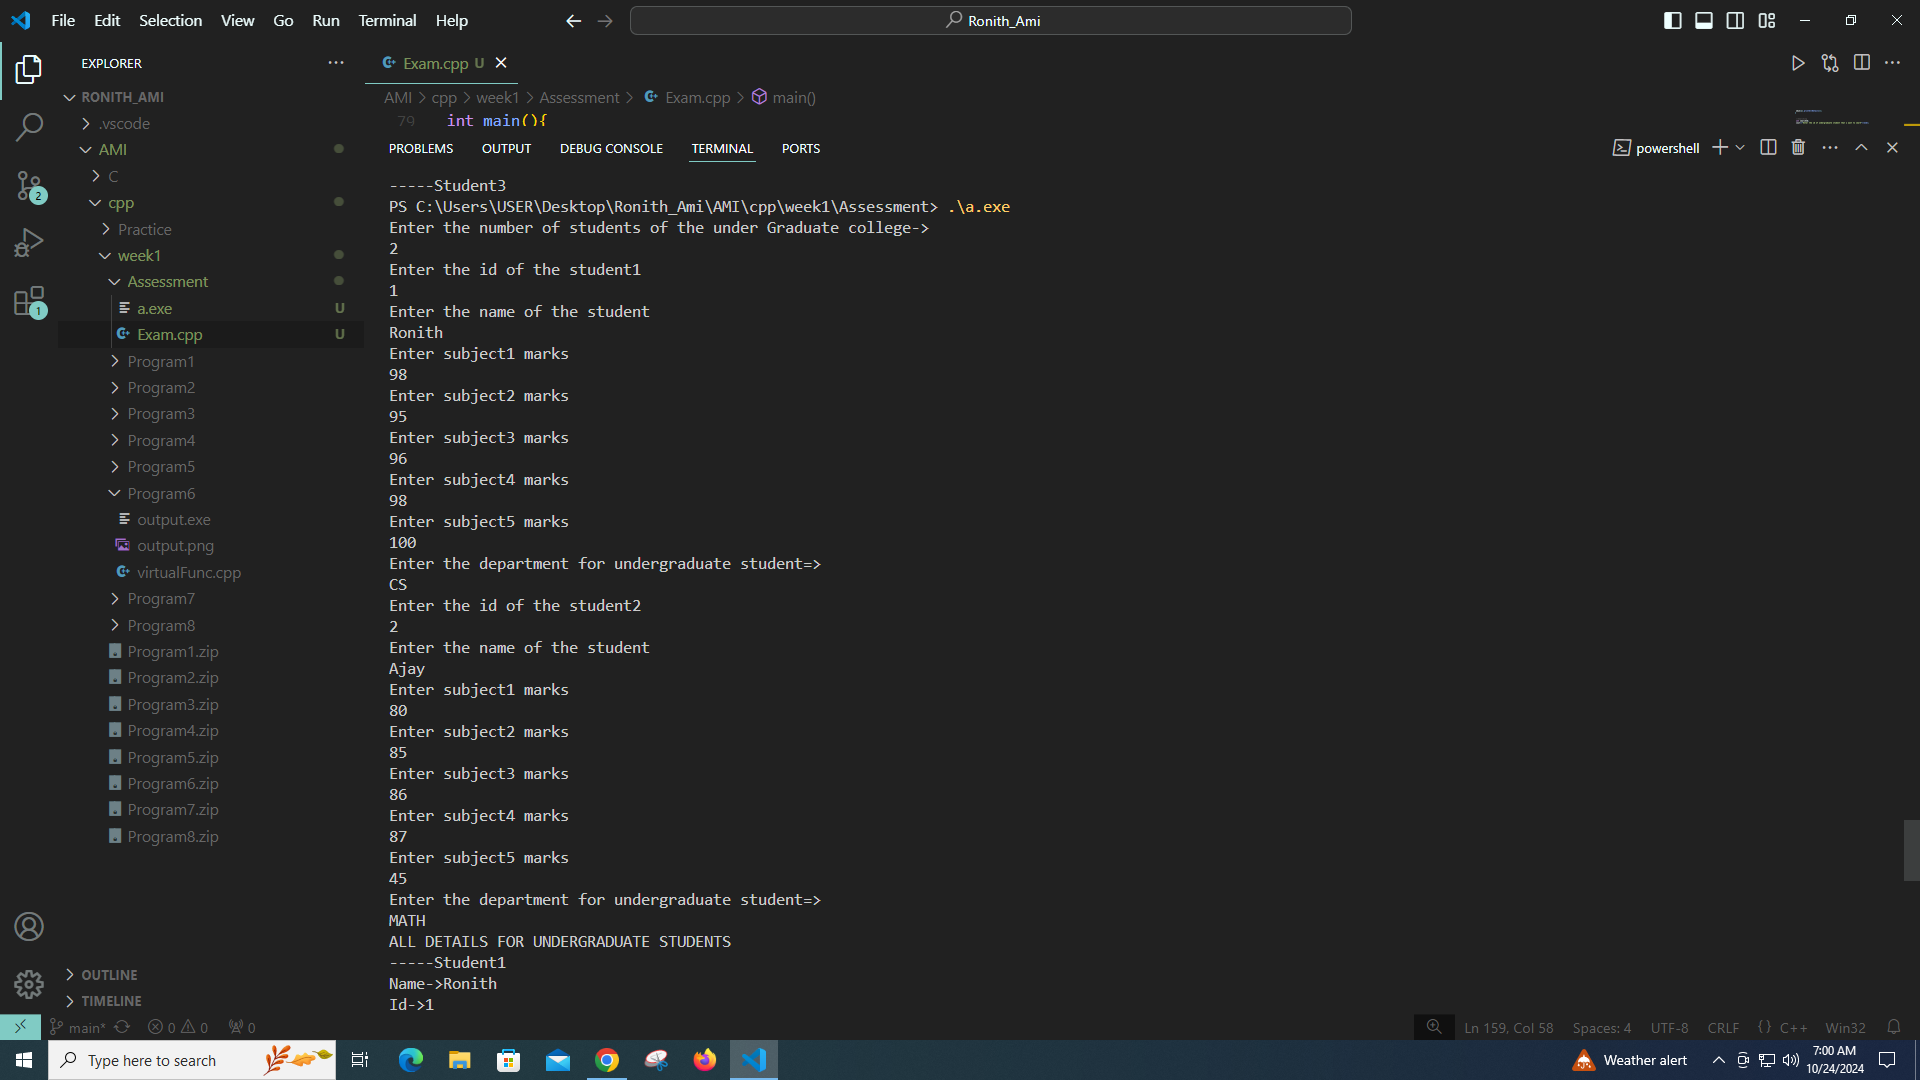 File Edit Selection View Go Run Terminal Help
Ronith_Ami
EXPLORER
RONITH_AMI
.vscode
AMI
C
cpp
Practice
week1
Assessment
a.exe U
Exam.cpp U
Program1
Program2
Program3
Program4
Program5
Program6
output.exe
output.png
virtualFunc.cpp
Program7
Program8
Program1.zip
Program2.zip
Program3.zip
Program4.zip
Program5.zip
Program6.zip
Program7.zip
Program8.zip
OUTLINE
TIMELINE
2
1
Exam.cpp U
AMI > cpp > week1 > Assessment > Exam.cpp > main()
79 int main(){
PROBLEMS OUTPUT DEBUG CONSOLE TERMINAL PORTS
powershell
-----Student3
PS C:\Users\USER\Desktop\Ronith_Ami\AMI\cpp\week1\Assessment> .\a.exe
Enter the number of students of the under Graduate college->
2
Enter the id of the student1
1
Enter the name of the student
Ronith
Enter subject1 marks
98
Enter subject2 marks
95
Enter subject3 marks
96
Enter subject4 marks
98
Enter subject5 marks
100
Enter the department for undergraduate student=>
CS
Enter the id of the student2
2
Enter the name of the student
Ajay
Enter subject1 marks
80
Enter subject2 marks
85
Enter subject3 marks
86
Enter subject4 marks
87
Enter subject5 marks
45
Enter the department for undergraduate student=>
MATH
ALL DETAILS FOR UNDERGRADUATE STUDENTS
-----Student1
Name->Ronith
Id->1
main* 0 0 0
Ln 159, Col 58 Spaces: 4 UTF-8 CRLF {} C++ Win32
Type here to search
Weather alert
7:00 AM
10/24/2024